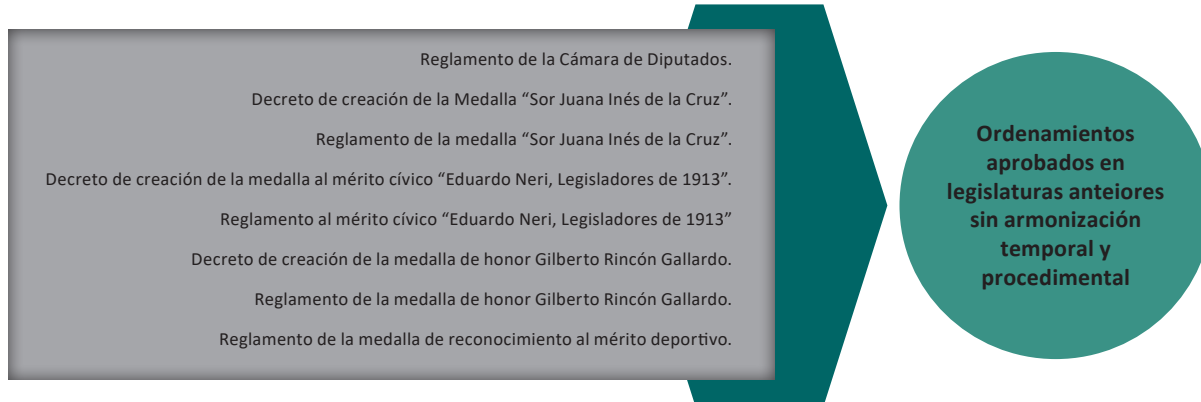 Reglamento de la Cámara de Diputados.
Decreto de creación de la Medalla “Sor Juana Inés de la Cruz”.
Reglamento de la medalla “Sor Juana Inés de la Cruz”.
Decreto de creación de la medalla al mérito cívico “Eduardo Neri, Legisladores de 1913”.
Reglamento al mérito cívico “Eduardo Neri, Legisladores de 1913”
Decreto de creación de la medalla de honor Gilberto Rincón Gallardo.
Reglamento de la medalla de honor Gilberto Rincón Gallardo.
Reglamento de la medalla de reconocimiento al mérito deportivo.
Ordenamientos
aprobados en
legislaturas anteiores
sin armonización
temporal y
procedimental